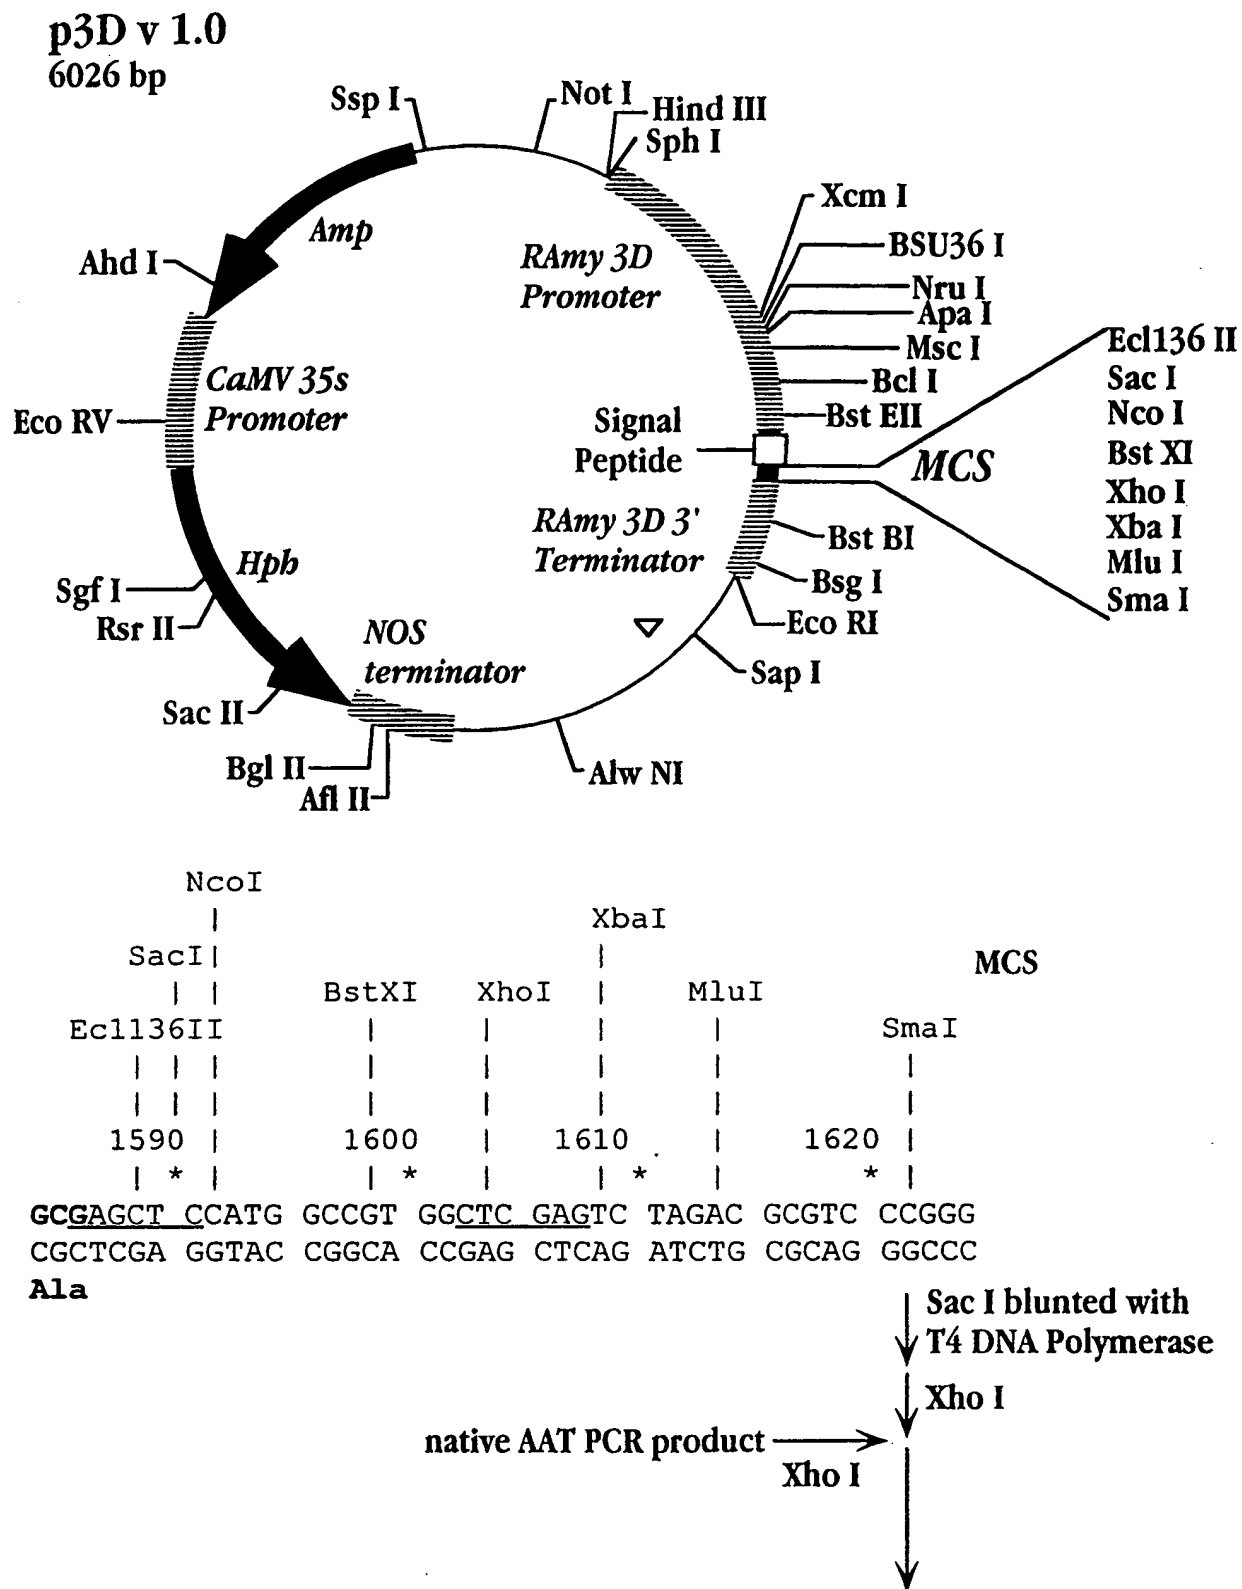 p3D v 1.0
6026 bp
Ssp I
Not I
Hind III
Sph I
Amp
Ahd I
RAmy 3D
Promoter
Xcm I
BSU36 I
Nru I
Apa I
Msc I
Bcl I
Bst EII
CaMV 35s
Promoter
Eco RV
Signal
Peptide
MCS
Ecl136 II
Sac I
Nco I
Bst XI
Xho I
Xba I
Mlu I
Sma I
RAmy 3D 3'
Terminator
Bst BI
Bsg I
Eco RI
Sap I
Hph
Sgf I
Rsr II
NOS
terminator
Sac II
Bgl II
Afl II
Alw NI
NcoI
XbaI
SacI
MCS
BstXI
XhoI
MluI
Ecl136II
SmaI
1590 1600 1610 1620
* * * *
GCGAGCT CCATG GCCGT GGCTC GAGTC TAGAC GCGTC CCGGG
CGCTCGA GGTAC CGGCA CCGAG CTCAG ATCTG CGCAG GGCCC
Ala
Sac I blunted with
T4 DNA Polymerase
Xho I
native AAT PCR product
Xho I